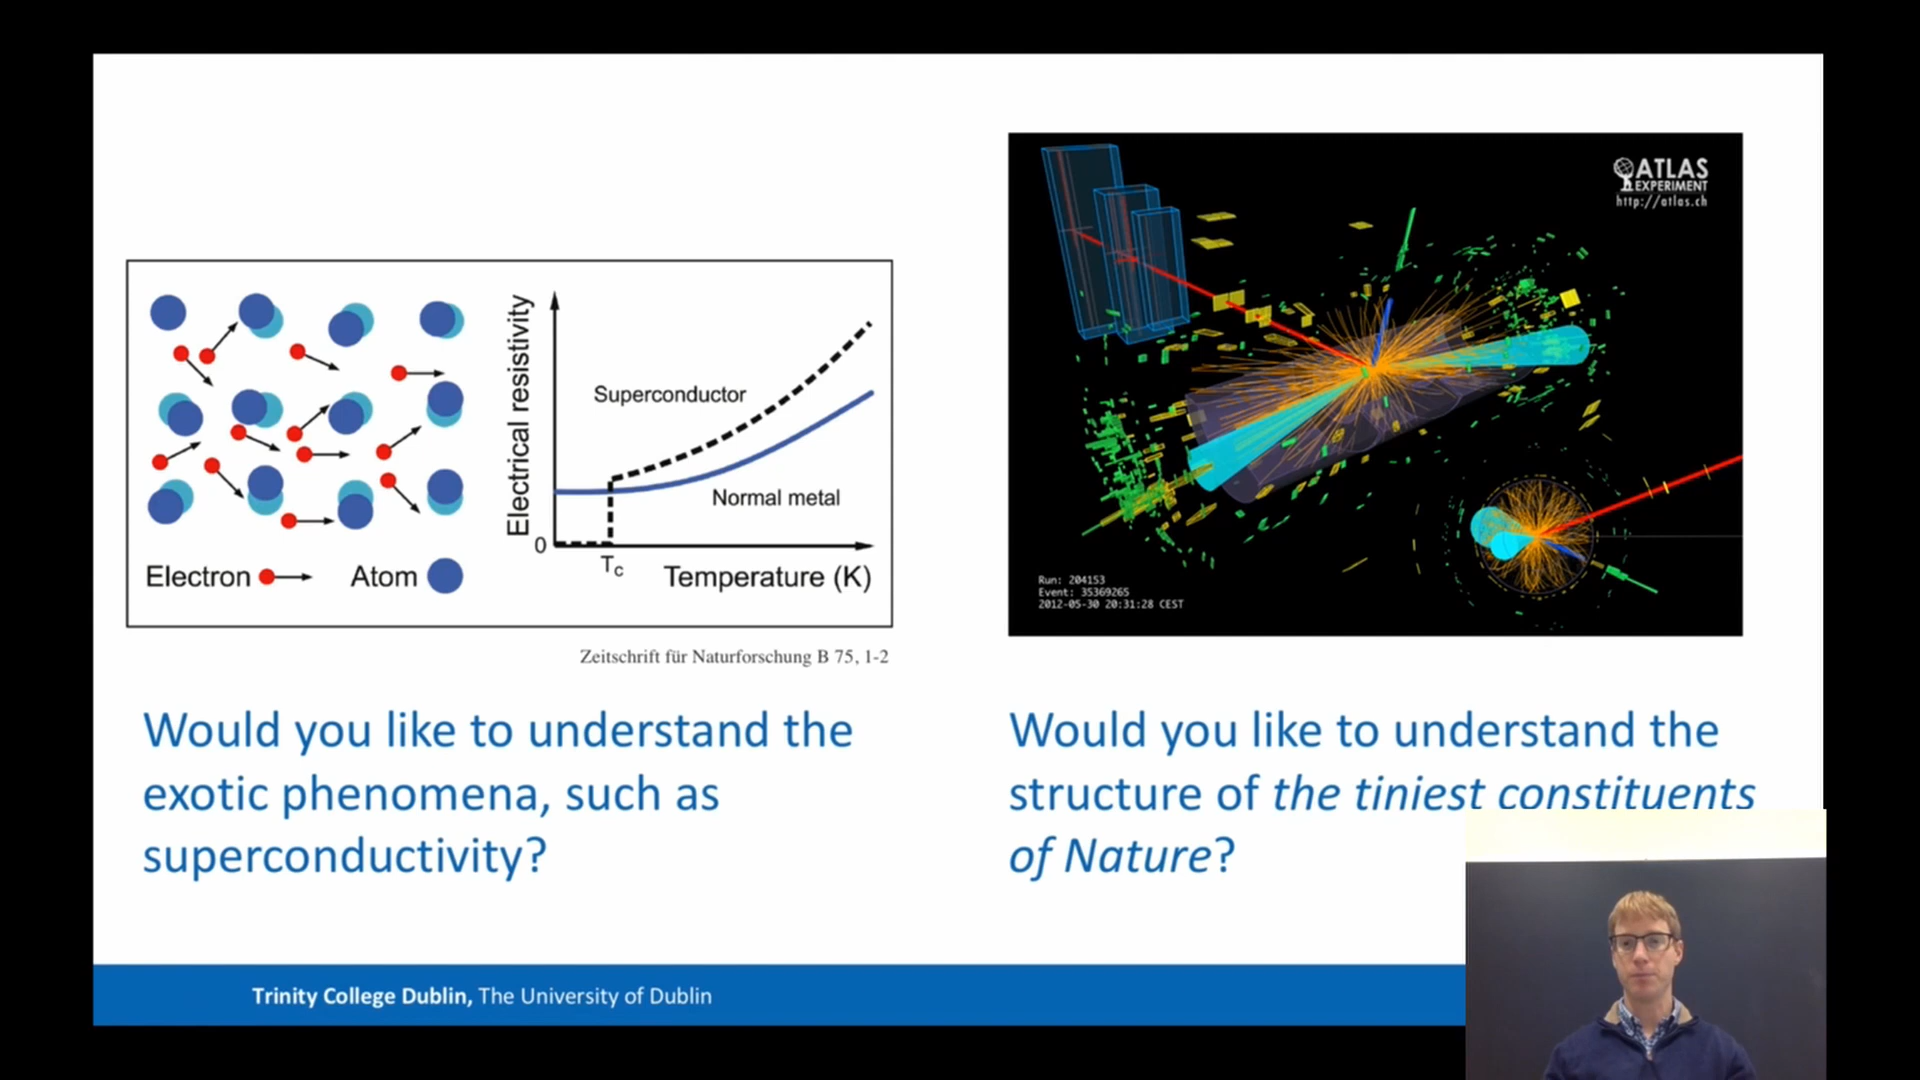 Electrical resistivity
Superconductor
Normal metal
0
Tc
Temperature (K)
Electron
Atom
Zeitschrift für Naturforschung B 75, 1-2
Would you like to understand the
exotic phenomena, such as
superconductivity?
ATLAS
EXPERIMENT
http://atlas.ch
Run: 204153
Event: 35369265
2012-05-30 20:31:28 CEST
Would you like to understand the
structure of the tiniest constituents
of Nature?
Trinity College Dublin, The University of Dublin